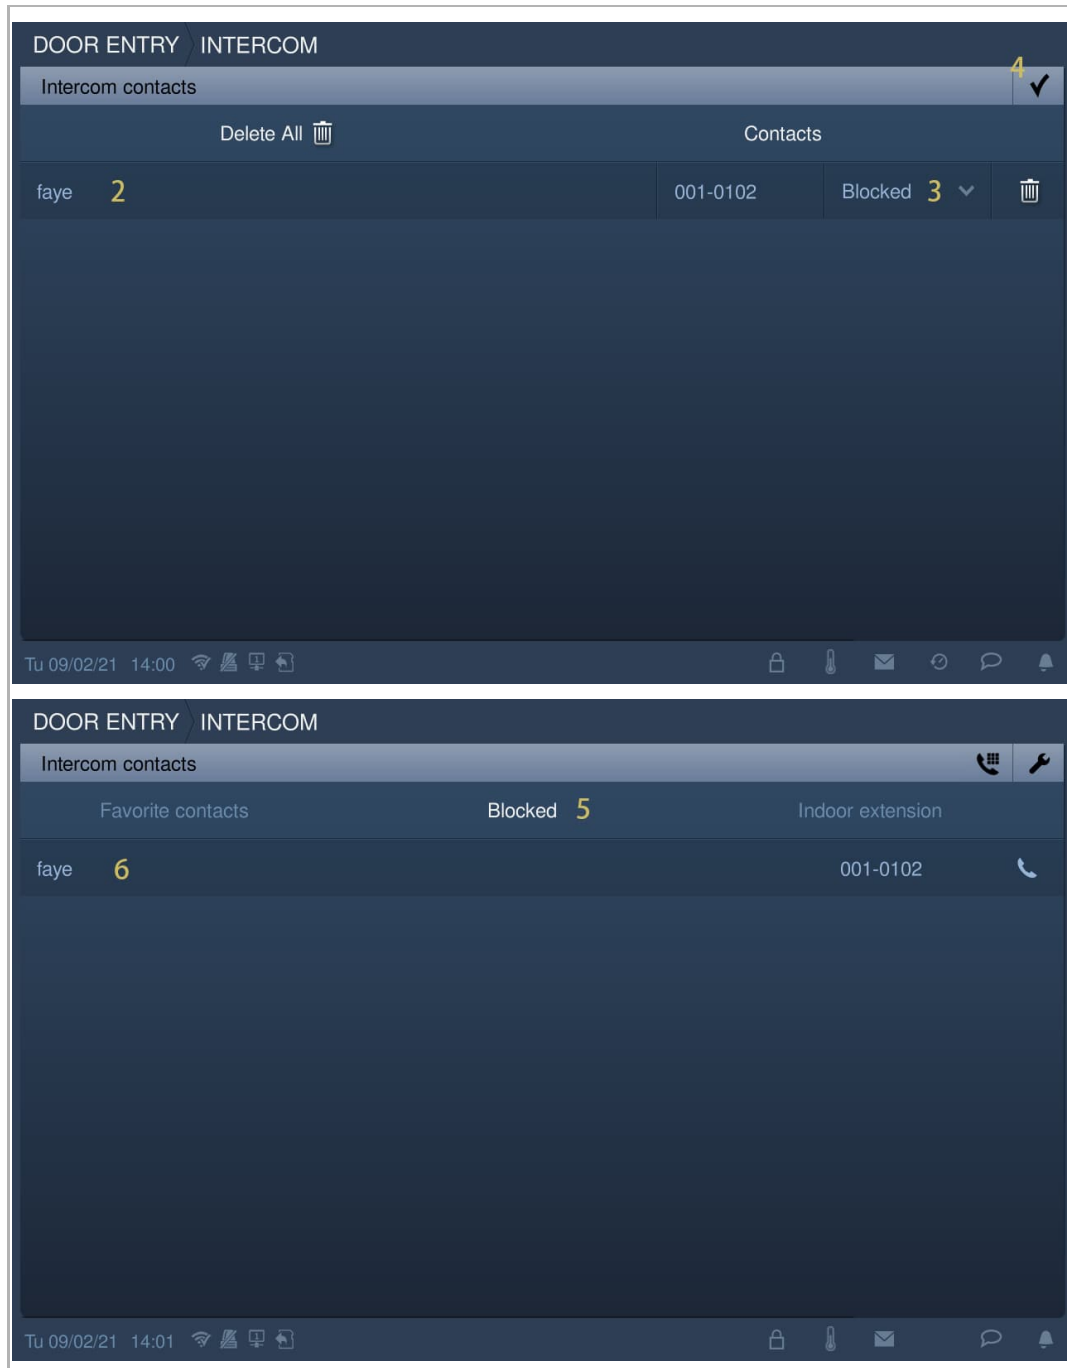 DOOR ENTRY INTERCOM
4
Intercom contacts
Delete All Contacts
faye 2 001-0102 Blocked 3
Tu 09/02/21 14:00
DOOR ENTRY INTERCOM
Intercom contacts
Favorite contacts Blocked 5 Indoor extension
faye 6 001-0102
Tu 09/02/21 14:01